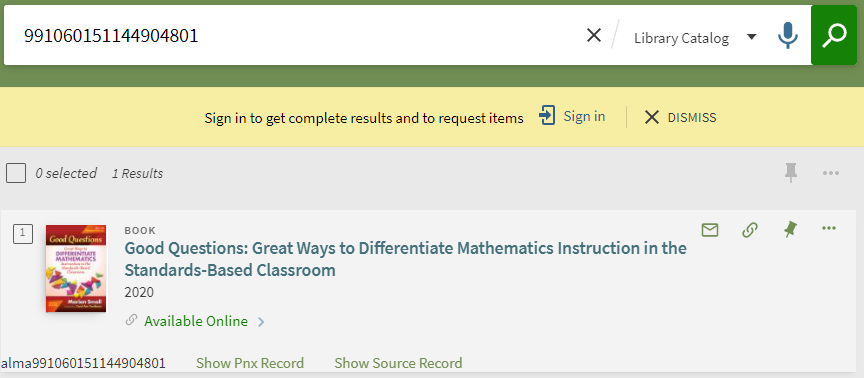 991060151144904801
Library Catalog
Sign in to get complete results and to request items
Sign in
DISMISS
0 selected 1 Results
1
BOOK
Good Questions: Great Ways to Differentiate Mathematics Instruction in the
Standards-Based Classroom
2020
Available Online
Good Questions
DIFFERENTIATE
MATHEMATICS
Marian Small
alma991060151144904801 Show Pnx Record Show Source Record